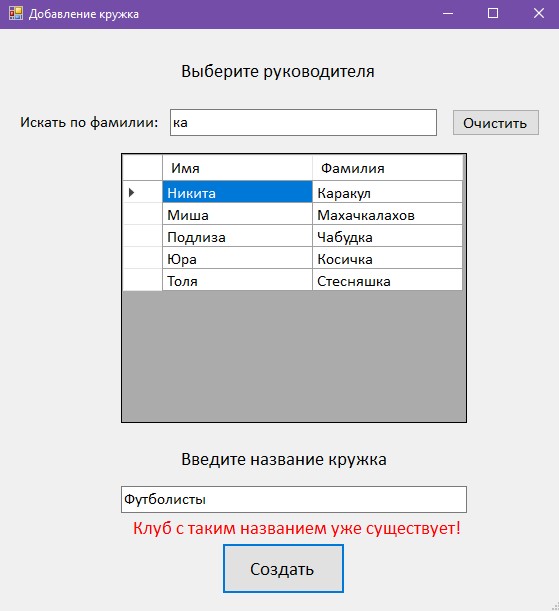 Добавление кружка
Выберите руководителя
Искать по фамилии: ка Очистить
Имя Фамилия
Никита Каракул
Миша Махачкалахов
Подлиза Чабудка
Юра Косичка
Толя Стесняшка
Введите название кружка
Футболисты
Клуб с таким названием уже существует!
Создать